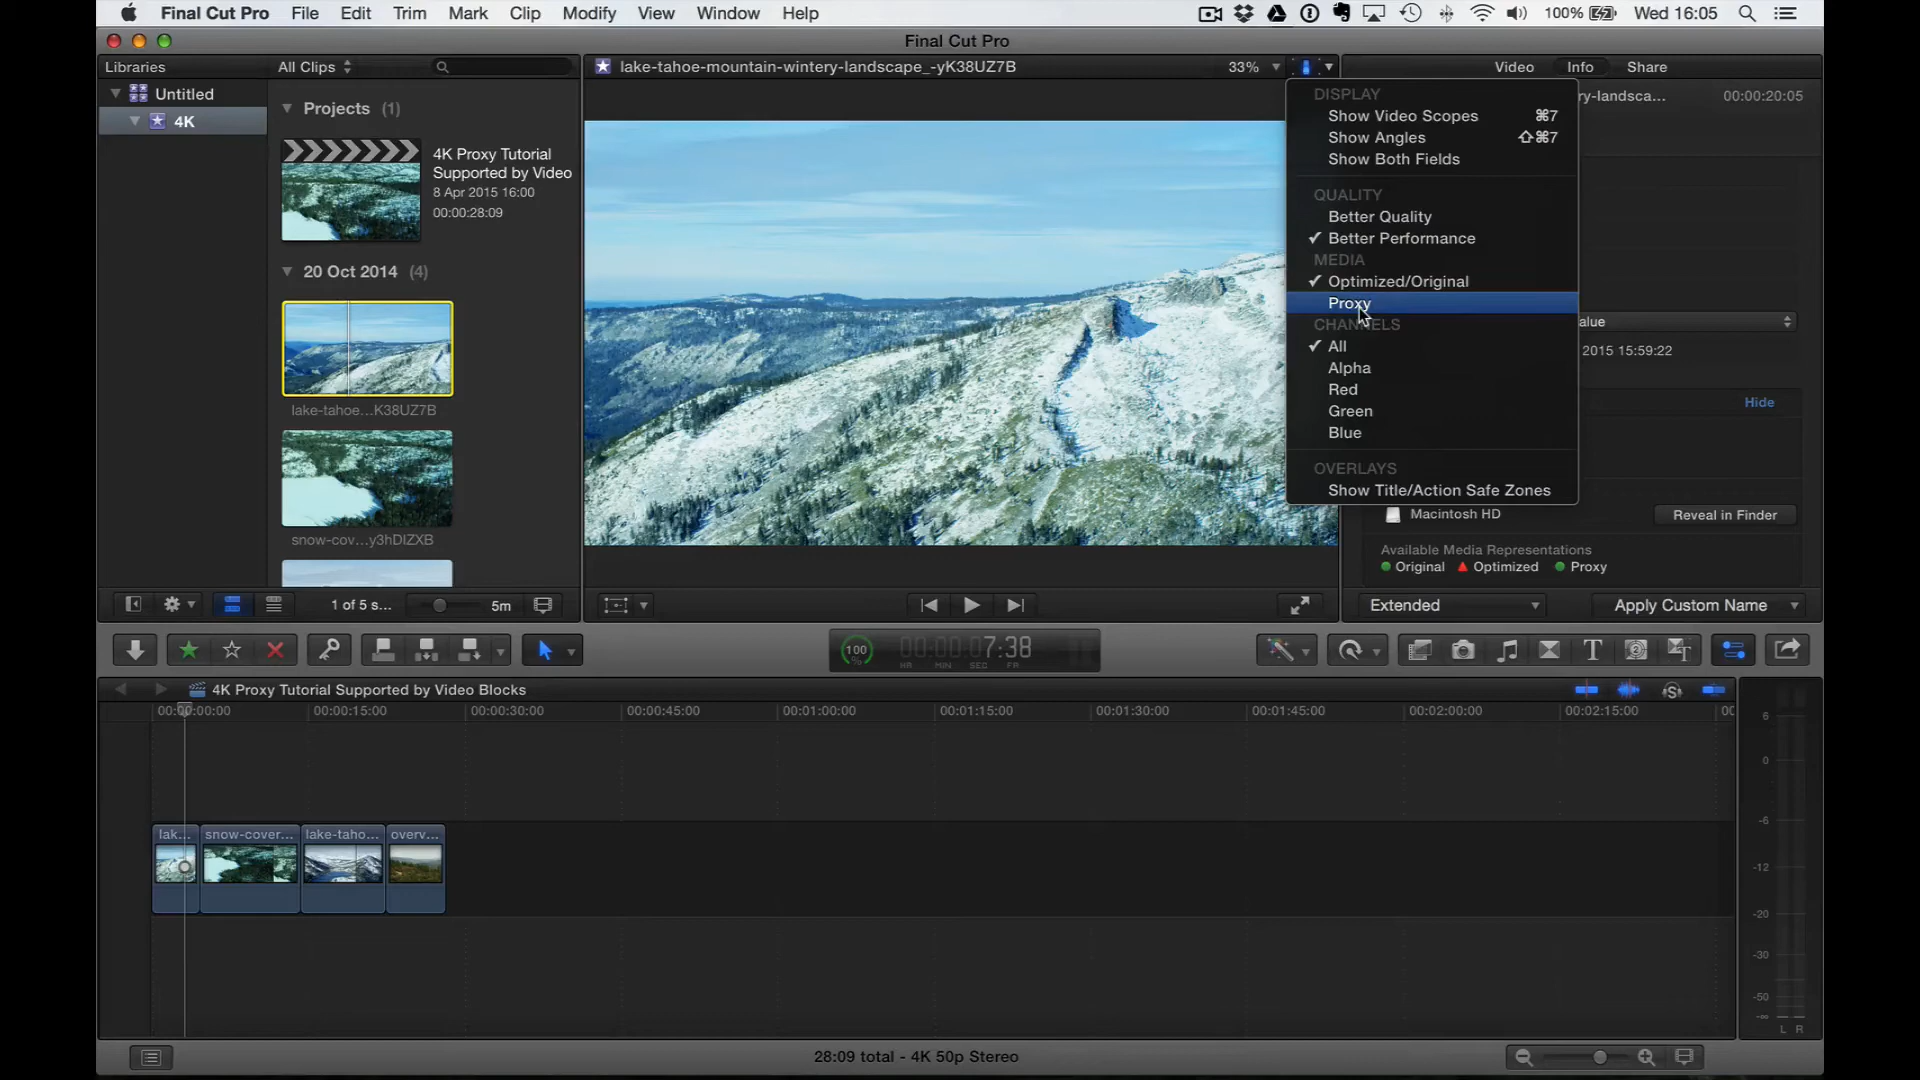 Final Cut Pro File Edit Trim Mark Clip Modify View Window Help 100% Wed 16:05
Final Cut Pro
Libraries All Clips lake-tahoe-mountain-wintery-landscape_-yK38UZ7B 33% Video Info Share
Untitled
4K
Projects (1)
4K Proxy Tutorial
Supported by Video
8 Apr 2015 16:00
00:00:28:09
20 Oct 2014 (4)
lake-tahoe...K38UZ7B
snow-cov...y3hDIZXB
DISPLAY
Show Video Scopes ⌘7
Show Angles ⇧⌘7
Show Both Fields
QUALITY
Better Quality
✓ Better Performance
MEDIA
✓ Optimized/Original
Proxy
CHANNELS
✓ All
Alpha
Red
Green
Blue
OVERLAYS
Show Title/Action Safe Zones
ry-landsca... 00:00:20:05
alue
2015 15:59:22
Hide
Macintosh HD Reveal in Finder
Available Media Representations
Original Optimized Proxy
1 of 5 s... 5m
Extended Apply Custom Name
100 % 00:00:07:38
HR MIN SEC FR
4K Proxy Tutorial Supported by Video Blocks
00:00:00:00 00:00:15:00 00:00:30:00 00:00:45:00 00:01:00:00 00:01:15:00 00:01:30:00 00:01:45:00 00:02:00:00 00:02:15:00 00
lak... snow-cover... lake-taho... overv...
6
0
-6
-12
-20
-30
-50
-∞
L R
28:09 total - 4K 50p Stereo